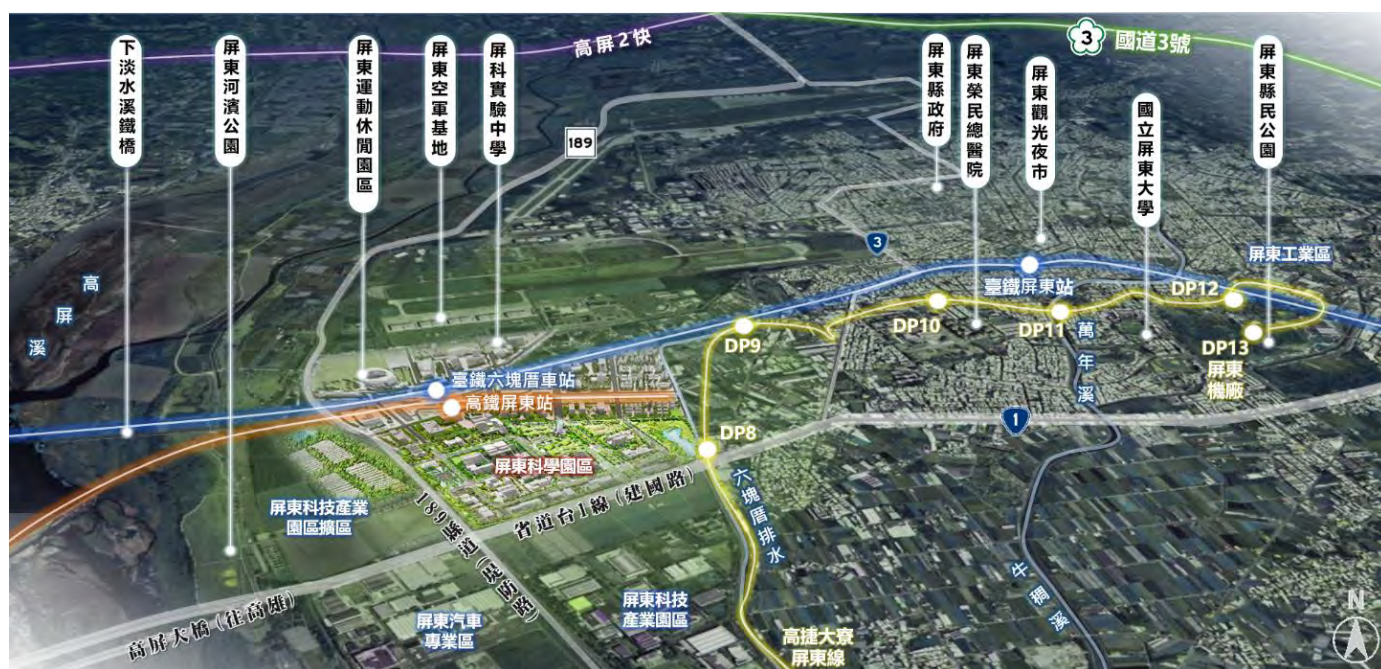 高屏2快
3
國道3號
下淡水溪鐵橋
屏東河濱公園
屏東運動休閒園區
屏東空軍基地
屏科實驗中學
屏東縣政府
屏東榮民總醫院
屏東觀光夜市
國立屏東大學
屏東縣民公園
189
3
屏東工業區
高屏溪
臺鐵屏東站
DP12
DP9
DP10
DP11
DP13
屏東
機廠
萬年溪
臺鐵六塊厝車站
高鐵屏東站
DP8
1
屏東科學園區
屏東科技產業
園區擴區
189縣道(堤防路)
省道台1線(建國路)
六塊厝排水
牛稠溪
高屏大橋(往高雄)
屏東汽車
專業區
屏東科技
產業園區
高捷大寮
屏東線
N